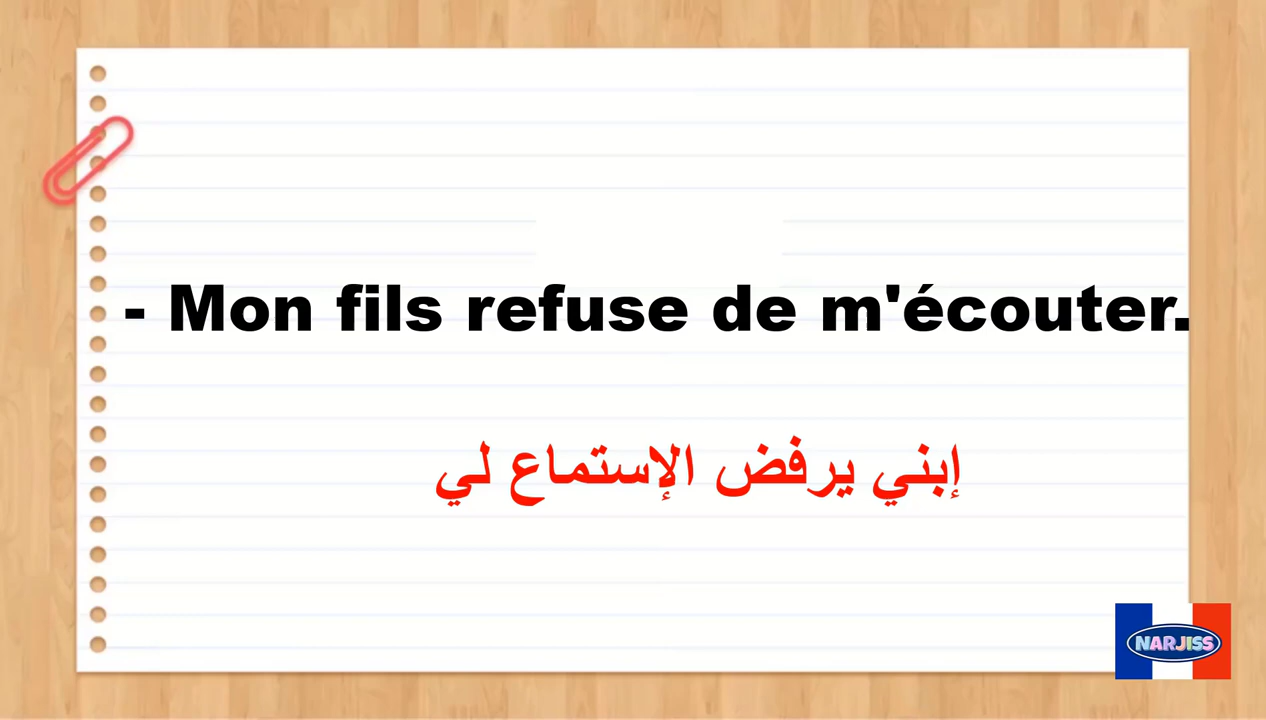 - Mon fils refuse de m'écouter.
إبني يرفض الإستماع لي
NARJISS